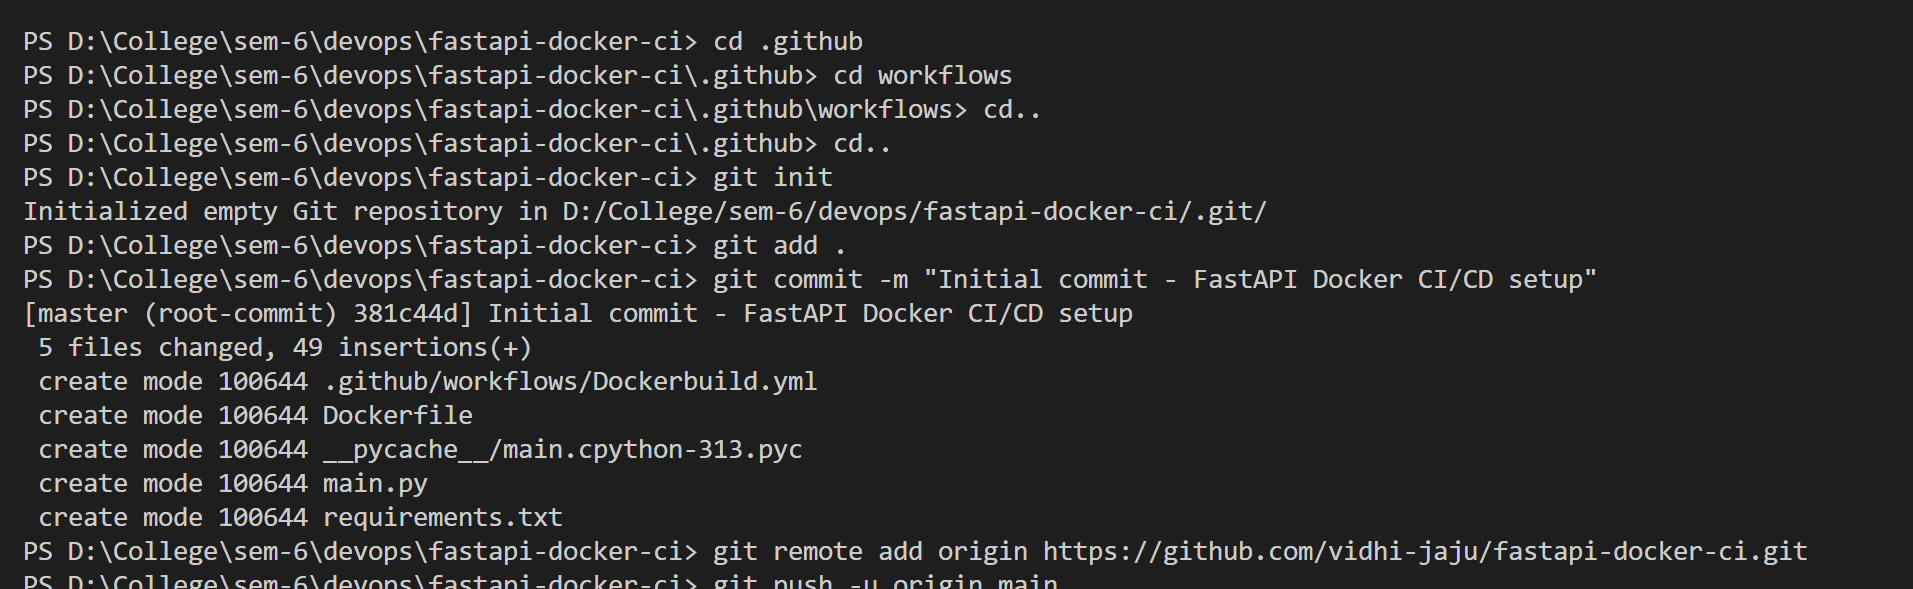 PS D:\College\sem-6\devops\fastapi-docker-ci> cd .github
PS D:\College\sem-6\devops\fastapi-docker-ci\.github> cd workflows
PS D:\College\sem-6\devops\fastapi-docker-ci\.github\workflows> cd..
PS D:\College\sem-6\devops\fastapi-docker-ci\.github> cd..
PS D:\College\sem-6\devops\fastapi-docker-ci> git init
Initialized empty Git repository in D:/College/sem-6/devops/fastapi-docker-ci/.git/
PS D:\College\sem-6\devops\fastapi-docker-ci> git add .
PS D:\College\sem-6\devops\fastapi-docker-ci> git commit -m "Initial commit - FastAPI Docker CI/CD setup"
[master (root-commit) 381c44d] Initial commit - FastAPI Docker CI/CD setup
 5 files changed, 49 insertions(+)
 create mode 100644 .github/workflows/Dockerbuild.yml
 create mode 100644 Dockerfile
 create mode 100644 __pycache__/main.cpython-313.pyc
 create mode 100644 main.py
 create mode 100644 requirements.txt
PS D:\College\sem-6\devops\fastapi-docker-ci> git remote add origin https://github.com/vidhi-jaju/fastapi-docker-ci.git
PS D:\College\sem-6\devops\fastapi-docker-ci> git push -u origin main